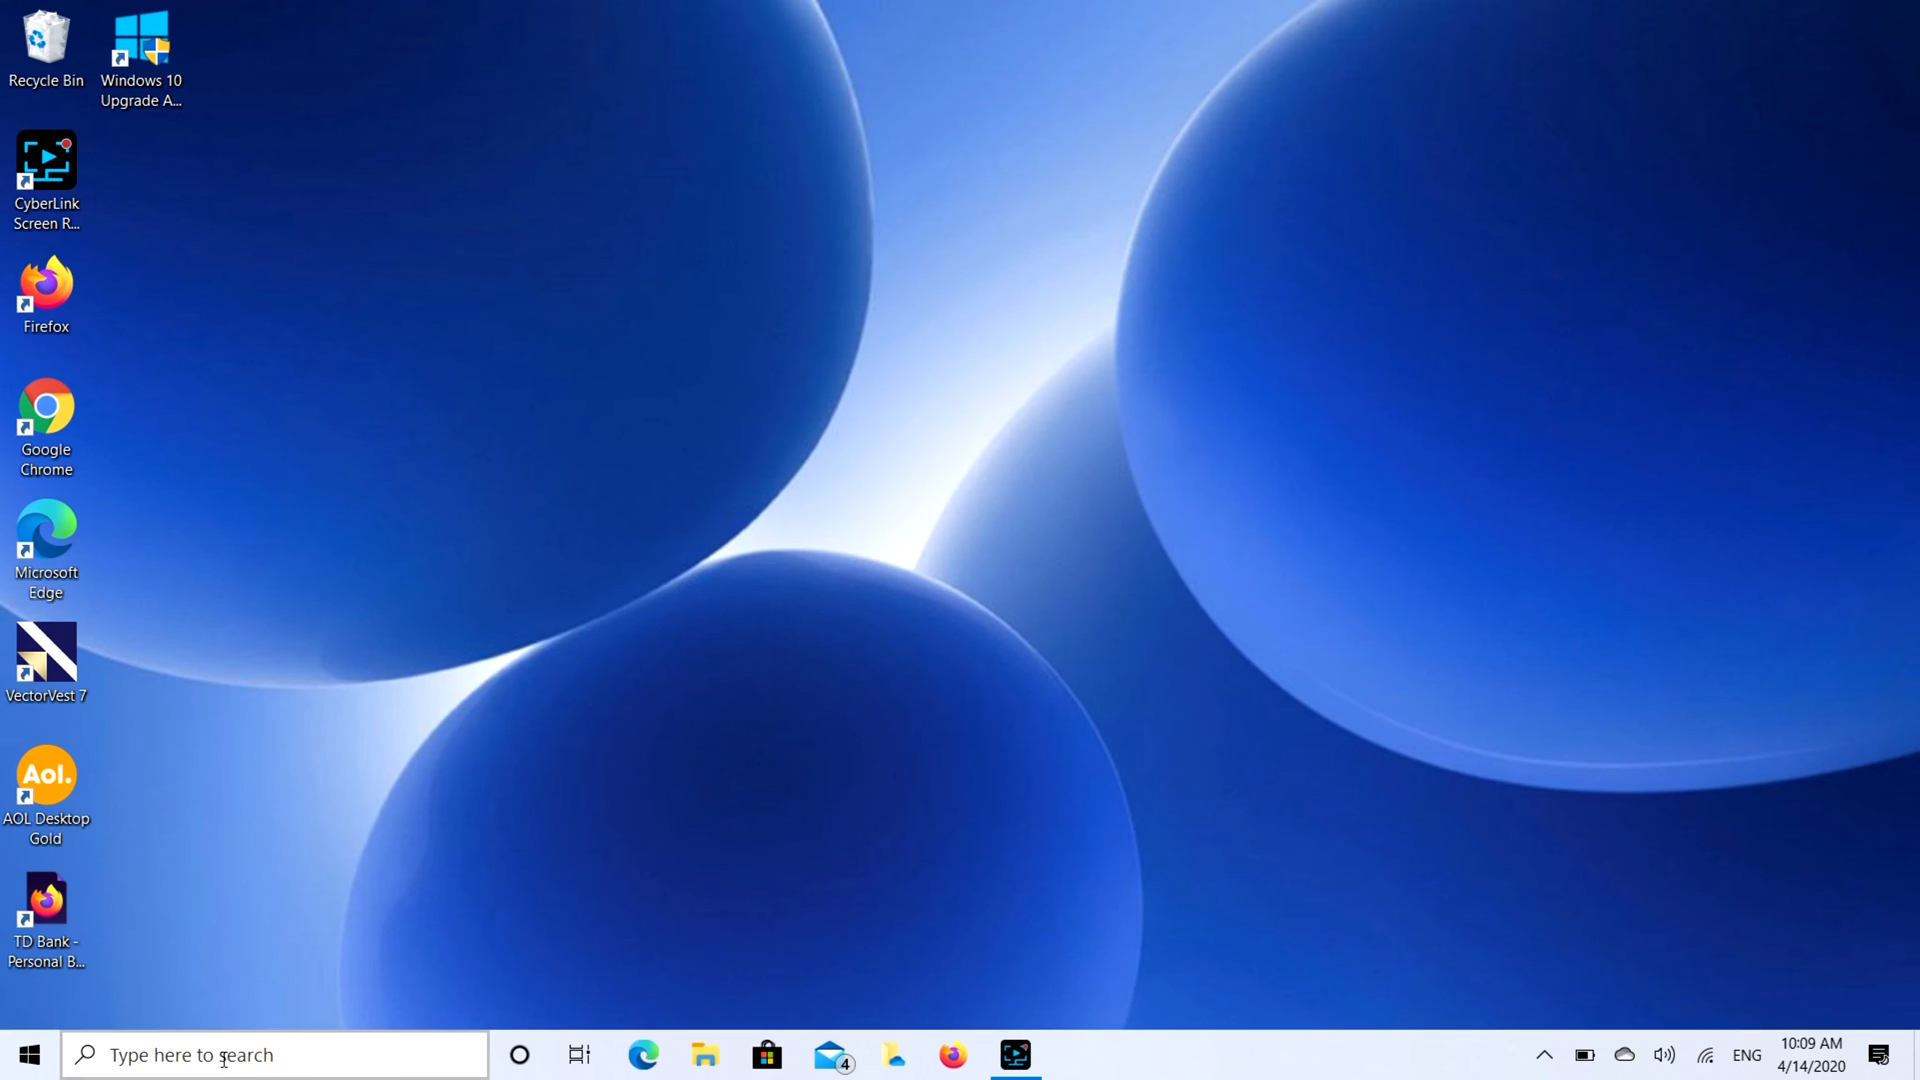 Recycle Bin
Windows 10
Upgrade A...
CyberLink
Screen R...
Firefox
Google
Chrome
Microsoft
Edge
VectorVest 7
Aol.
AOL Desktop
Gold
TD Bank -
Personal B...
Type here to search
4
ENG
10:09 AM
4/14/2020